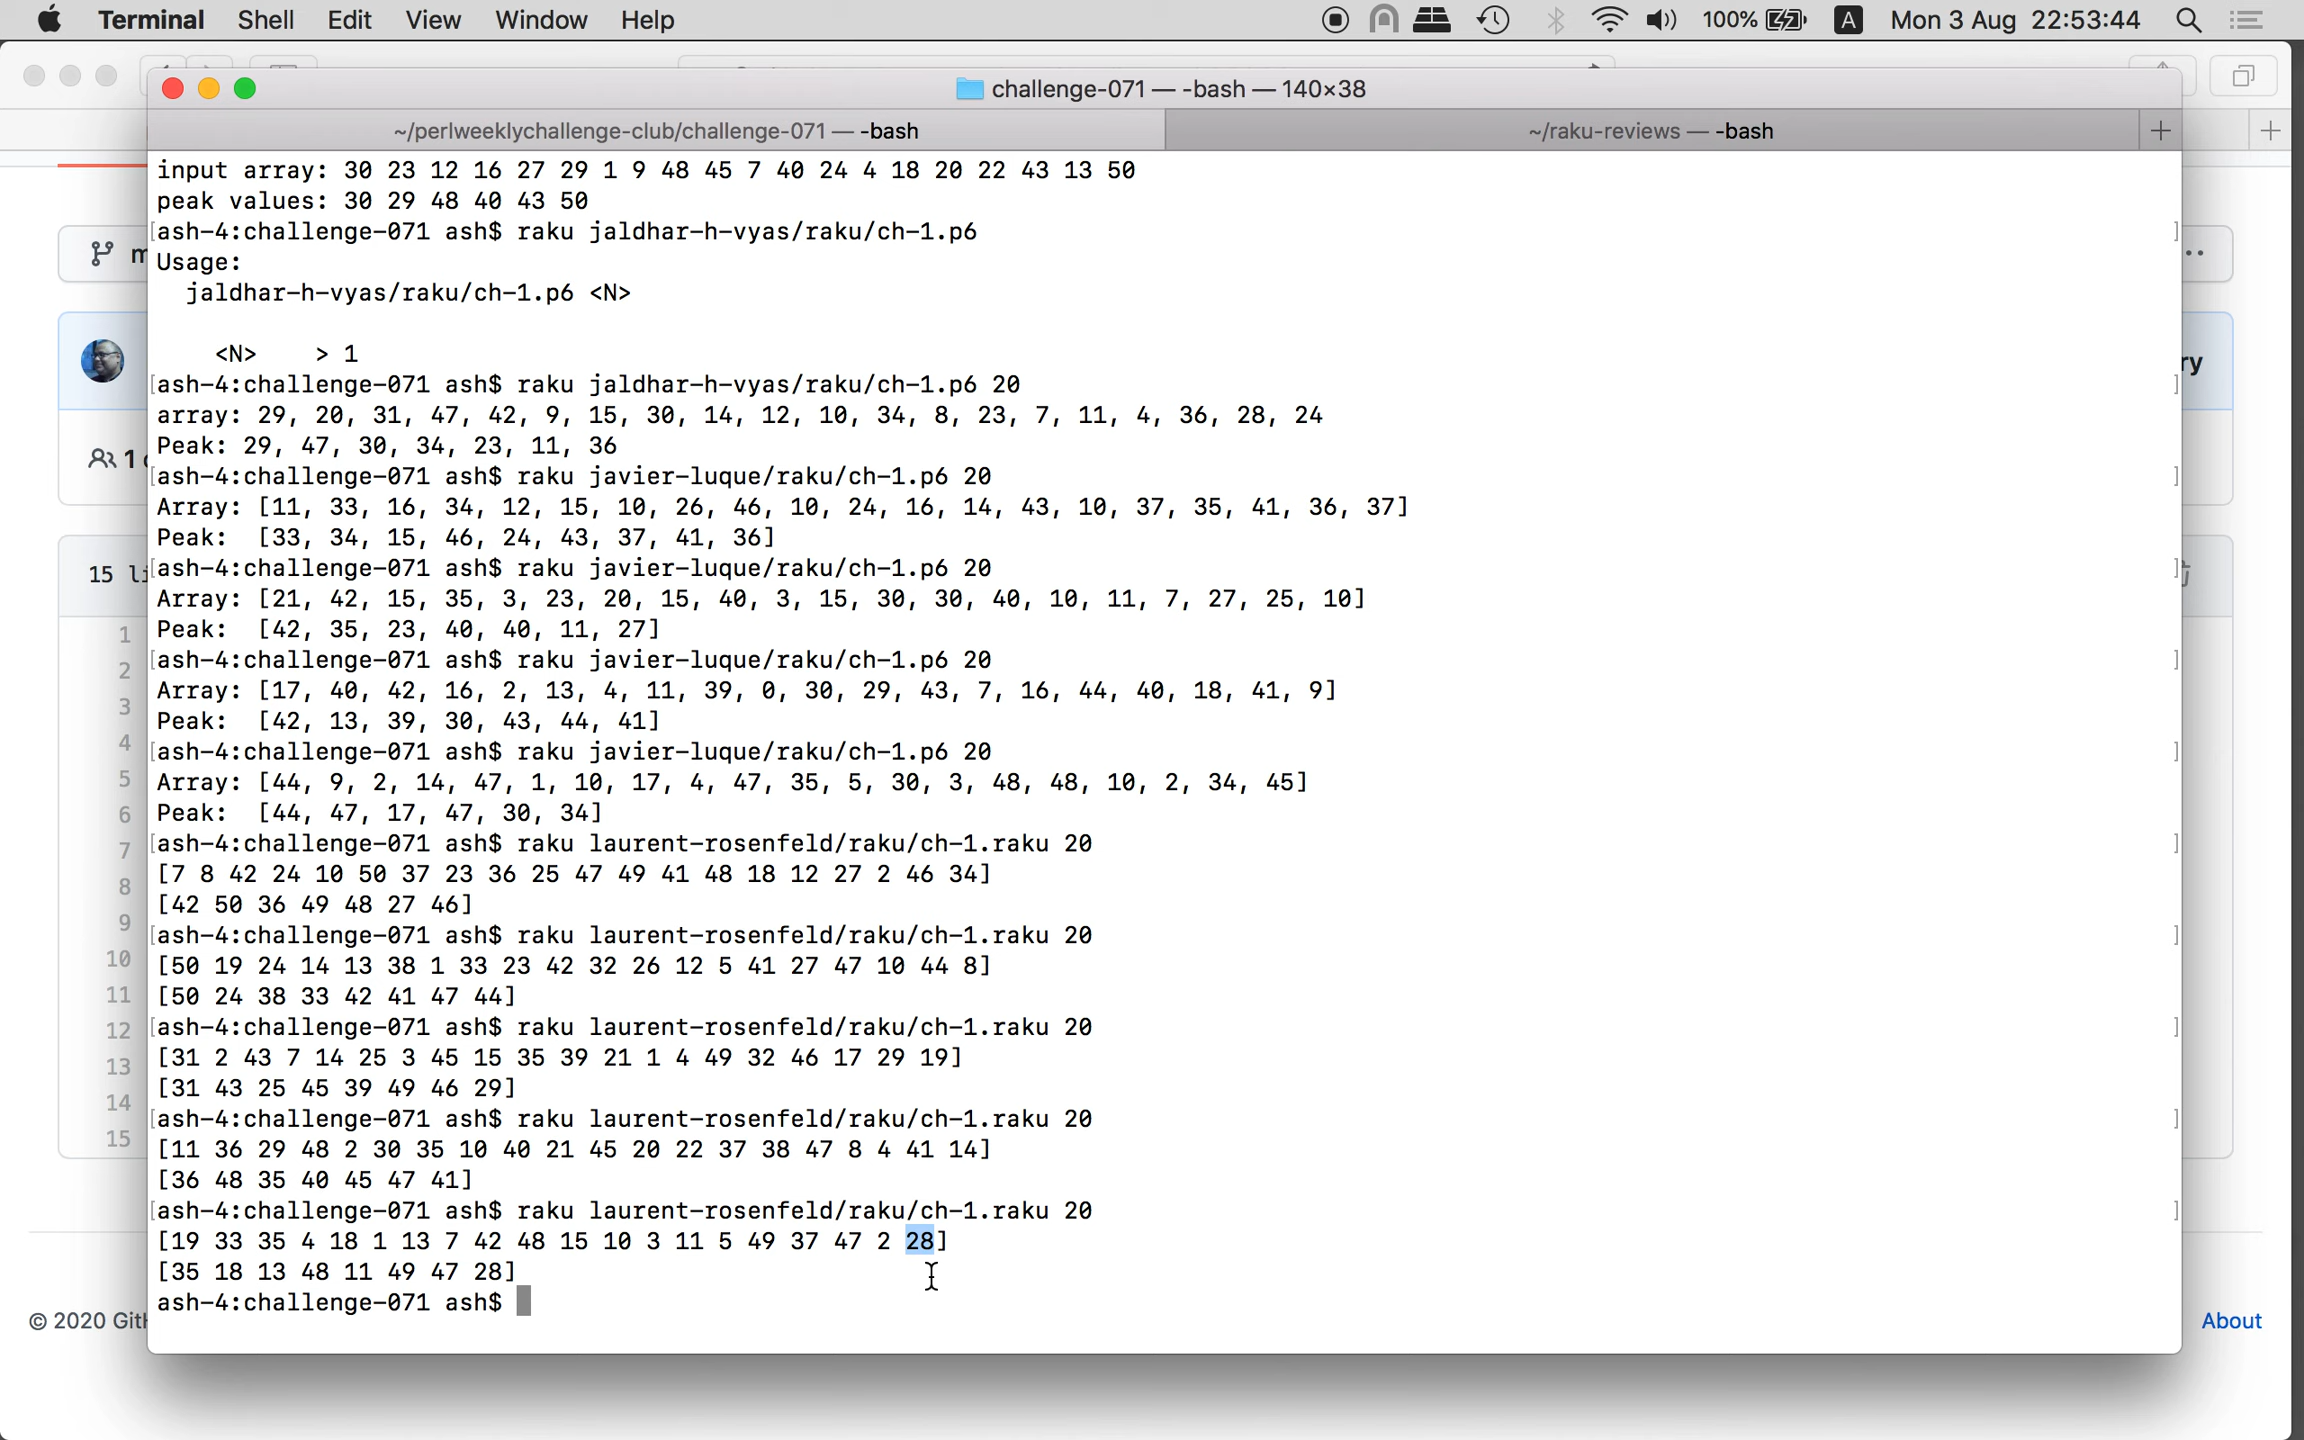 Terminal Shell Edit View Window Help 100% A Mon 3 Aug 22:53:44
challenge-071 — -bash — 140×38
~/perlweeklychallenge-club/challenge-071 — -bash ~/raku-reviews — -bash
input array: 30 23 12 16 27 29 1 9 48 45 7 40 24 4 18 20 22 43 13 50
peak values: 30 29 48 40 43 50
[ash-4:challenge-071 ash$ raku jaldhar-h-vyas/raku/ch-1.p6 ]
Usage:
jaldhar-h-vyas/raku/ch-1.p6 <N>
<N> > 1
[ash-4:challenge-071 ash$ raku jaldhar-h-vyas/raku/ch-1.p6 20 ]
array: 29, 20, 31, 47, 42, 9, 15, 30, 14, 12, 10, 34, 8, 23, 7, 11, 4, 36, 28, 24
Peak: 29, 47, 30, 34, 23, 11, 36
[ash-4:challenge-071 ash$ raku javier-luque/raku/ch-1.p6 20 ]
Array: [11, 33, 16, 34, 12, 15, 10, 26, 46, 10, 24, 16, 14, 43, 10, 37, 35, 41, 36, 37]
Peak: [33, 34, 15, 46, 24, 43, 37, 41, 36]
[ash-4:challenge-071 ash$ raku javier-luque/raku/ch-1.p6 20 ]
Array: [21, 42, 15, 35, 3, 23, 20, 15, 40, 3, 15, 30, 30, 40, 10, 11, 7, 27, 25, 10]
Peak: [42, 35, 23, 40, 40, 11, 27]
[ash-4:challenge-071 ash$ raku javier-luque/raku/ch-1.p6 20 ]
Array: [17, 40, 42, 16, 2, 13, 4, 11, 39, 0, 30, 29, 43, 7, 16, 44, 40, 18, 41, 9]
Peak: [42, 13, 39, 30, 43, 44, 41]
[ash-4:challenge-071 ash$ raku javier-luque/raku/ch-1.p6 20 ]
Array: [44, 9, 2, 14, 47, 1, 10, 17, 4, 47, 35, 5, 30, 3, 48, 48, 10, 2, 34, 45]
Peak: [44, 47, 17, 47, 30, 34]
[ash-4:challenge-071 ash$ raku laurent-rosenfeld/raku/ch-1.raku 20 ]
[7 8 42 24 10 50 37 23 36 25 47 49 41 48 18 12 27 2 46 34]
[42 50 36 49 48 27 46]
[ash-4:challenge-071 ash$ raku laurent-rosenfeld/raku/ch-1.raku 20 ]
[50 19 24 14 13 38 1 33 23 42 32 26 12 5 41 27 47 10 44 8]
[50 24 38 33 42 41 47 44]
[ash-4:challenge-071 ash$ raku laurent-rosenfeld/raku/ch-1.raku 20 ]
[31 2 43 7 14 25 3 45 15 35 39 21 1 4 49 32 46 17 29 19]
[31 43 25 45 39 49 46 29]
[ash-4:challenge-071 ash$ raku laurent-rosenfeld/raku/ch-1.raku 20 ]
[11 36 29 48 2 30 35 10 40 21 45 20 22 37 38 47 8 4 41 14]
[36 48 35 40 45 47 41]
[ash-4:challenge-071 ash$ raku laurent-rosenfeld/raku/ch-1.raku 20 ]
[19 33 35 4 18 1 13 7 42 48 15 10 3 11 5 49 37 47 2 28]
[35 18 13 48 11 49 47 28]
ash-4:challenge-071 ash$
1
15
1
2
3
4
5
6
7
8
9
10
11
12
13
14
15
© 2020
About